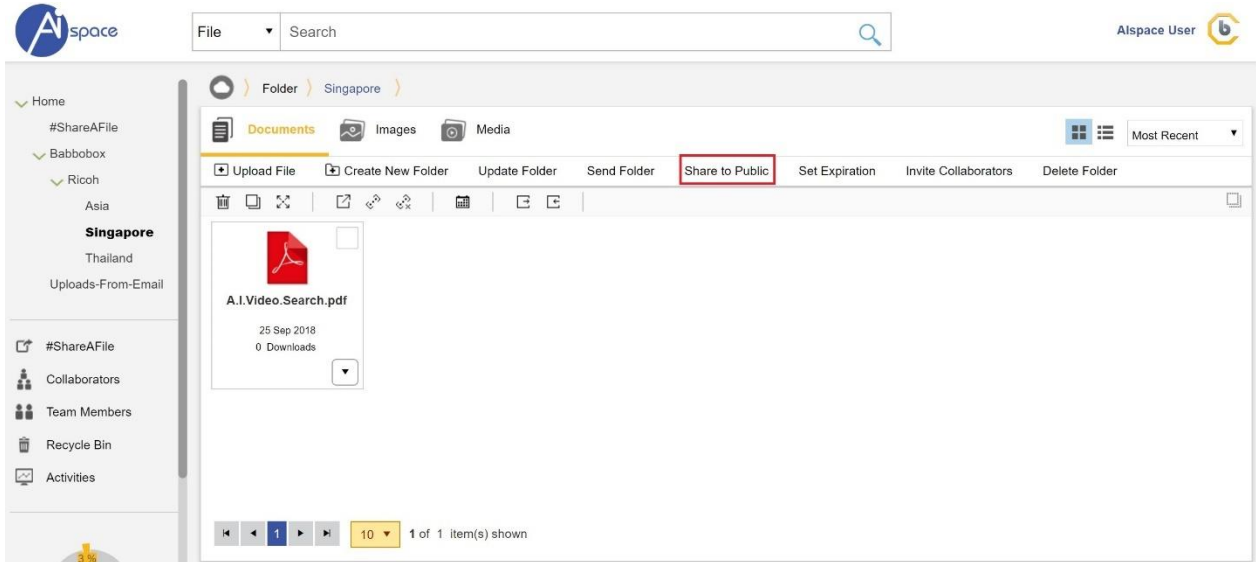 Aispace
File Search
AIspace User
Folder Singapore
Home
#ShareAFile
Babbobox
Ricoh
Asia
Singapore
Thailand
Uploads-From-Email
#ShareAFile
Collaborators
Team Members
Recycle Bin
Activities
3 %
Documents Images Media
Most Recent
Upload File Create New Folder Update Folder Send Folder Share to Public Set Expiration Invite Collaborators Delete Folder
A.I.Video.Search.pdf
25 Sep 2018
0 Downloads
1 10 1 of 1 item(s) shown